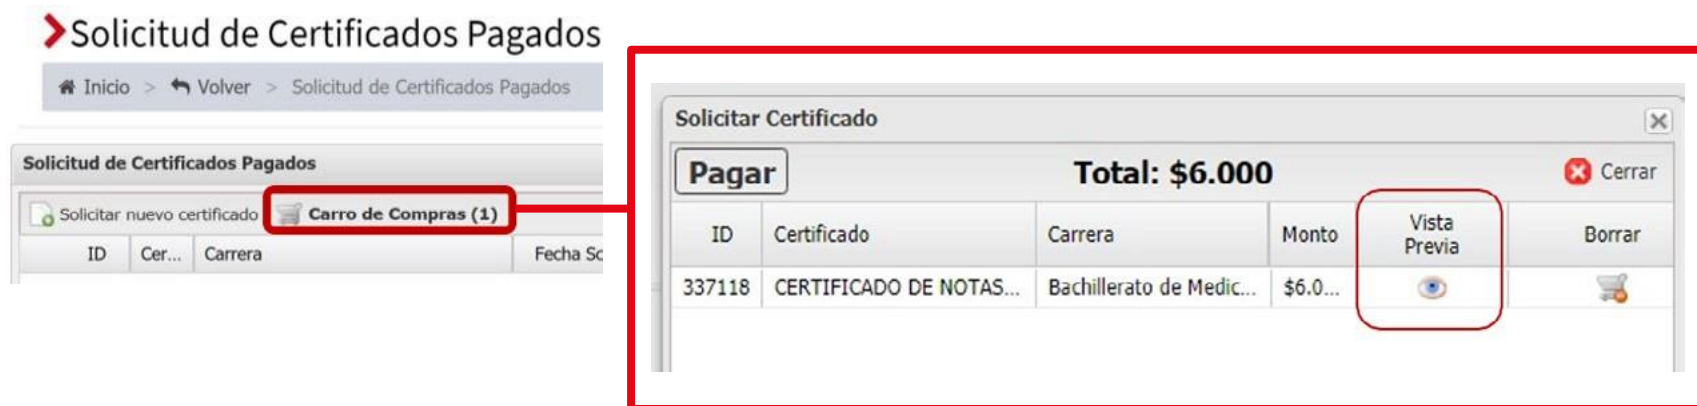 Solicitud de Certificados Pagados
Inicio > Volver > Solicitud de Certificados Pagados
Solicitud de Certificados Pagados
Solicitar nuevo certificado Carro de Compras (1)
ID Cer... Carrera Fecha So
Solicitar Certificado
Pagar Total: $6.000 Cerrar
ID Certificado Carrera Monto Vista Previa Borrar
337118 CERTIFICADO DE NOTAS... Bachillerato de Medic... $6.0...